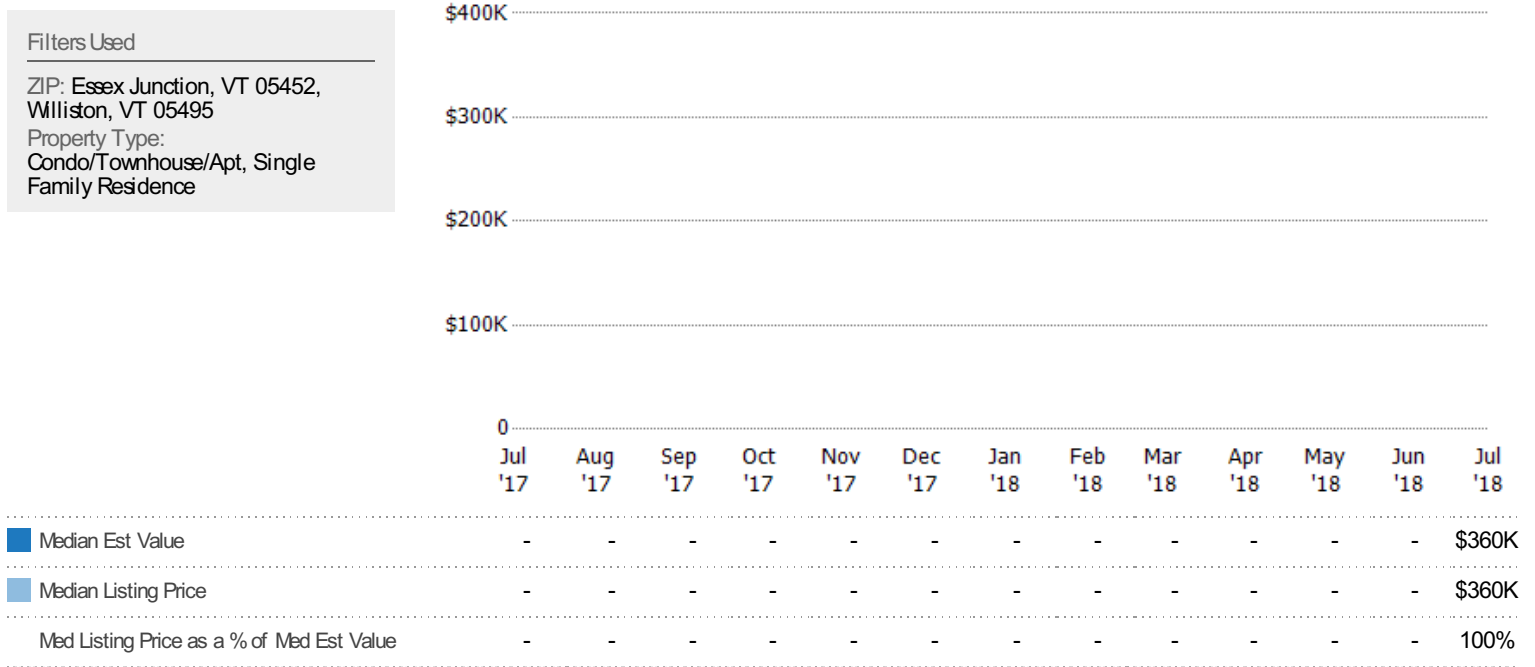 Filters Used
ZIP: Essex Junction, VT 05452,
Williston, VT 05495
Property Type:
Condo/Townhouse/Apt, Single
Family Residence
$400K
$300K
$200K
$100K
0
Jul Aug Sep Oct Nov Dec Jan Feb Mar Apr May Jun Jul
'17 '17 '17 '17 '17 '17 '18 '18 '18 '18 '18 '18 '18
Median Est Value - - - - - - - - - - - - $360K
Median Listing Price - - - - - - - - - - - - $360K
Med Listing Price as a % of Med Est Value - - - - - - - - - - - - 100%